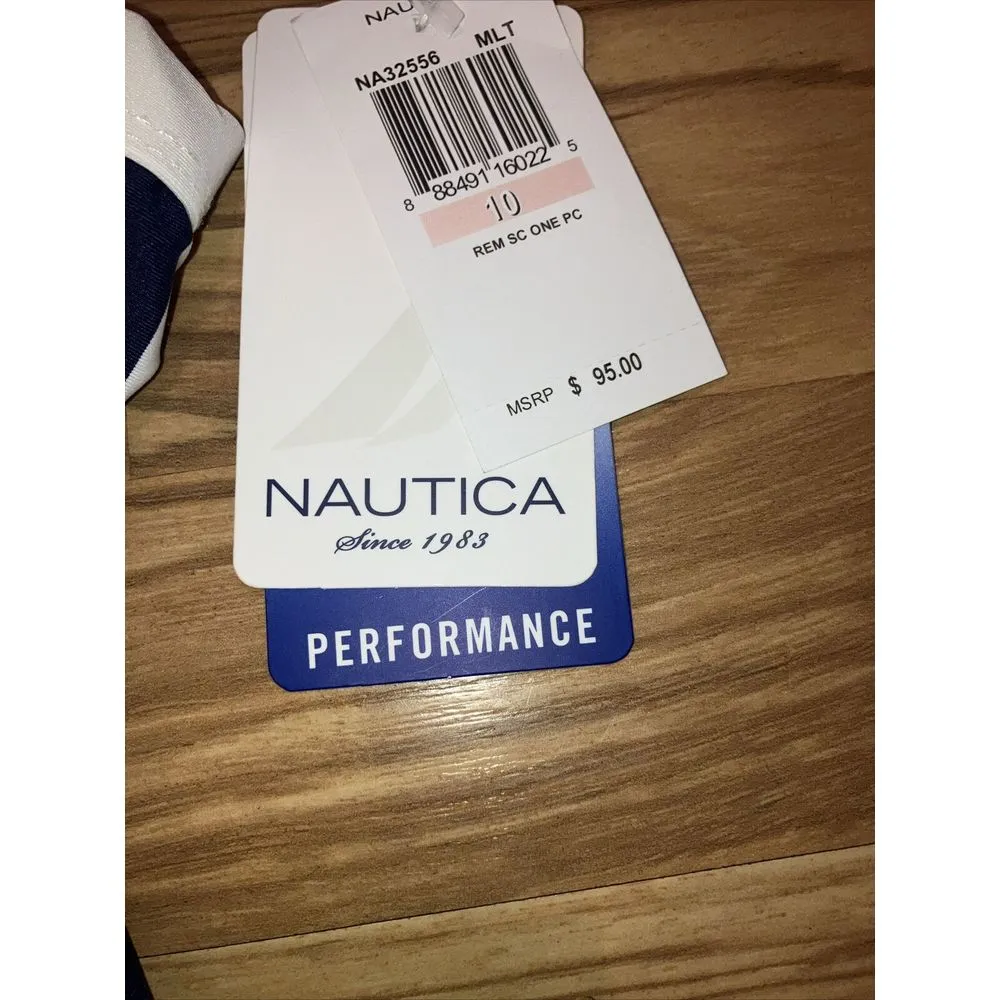 NAU
NA32556 MLT
8 88491 16022 5
10
REM SC ONE PC
MSRP $ 95.00
NAUTICA
Since 1983
PERFORMANCE